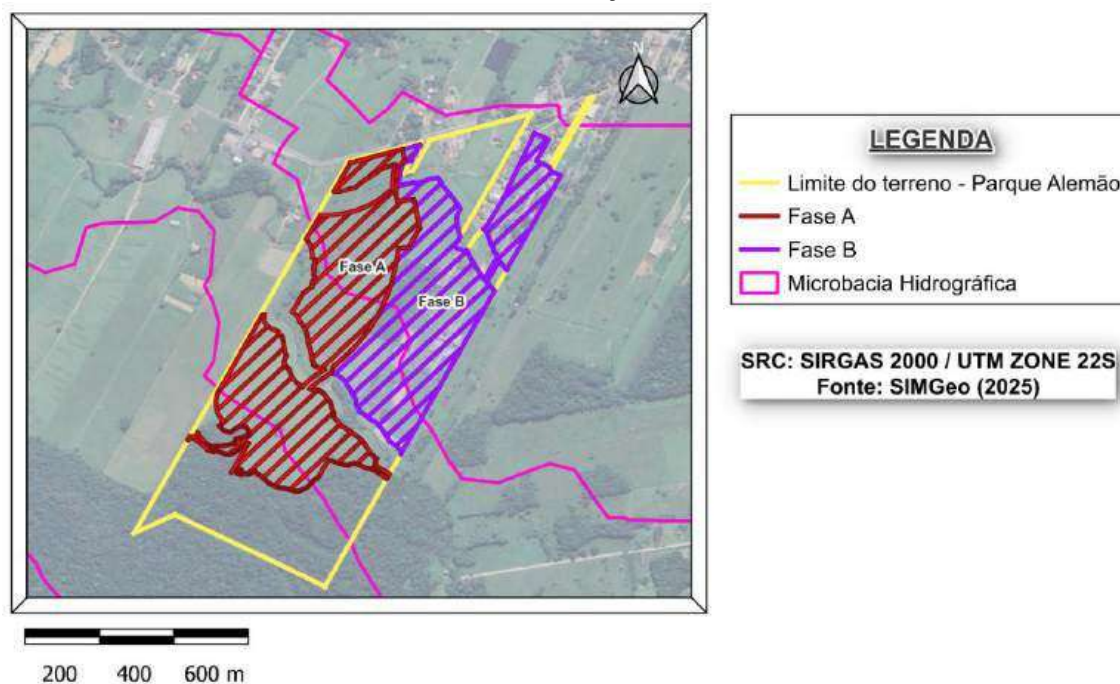 N
Fase A
Fase B
LEGENDA
Limite do terreno - Parque Alemão
Fase A
Fase B
Microbacia Hidrográfica
SRC: SIRGAS 2000 / UTM ZONE 22S
Fonte: SIMGeo (2025)
200 400 600 m